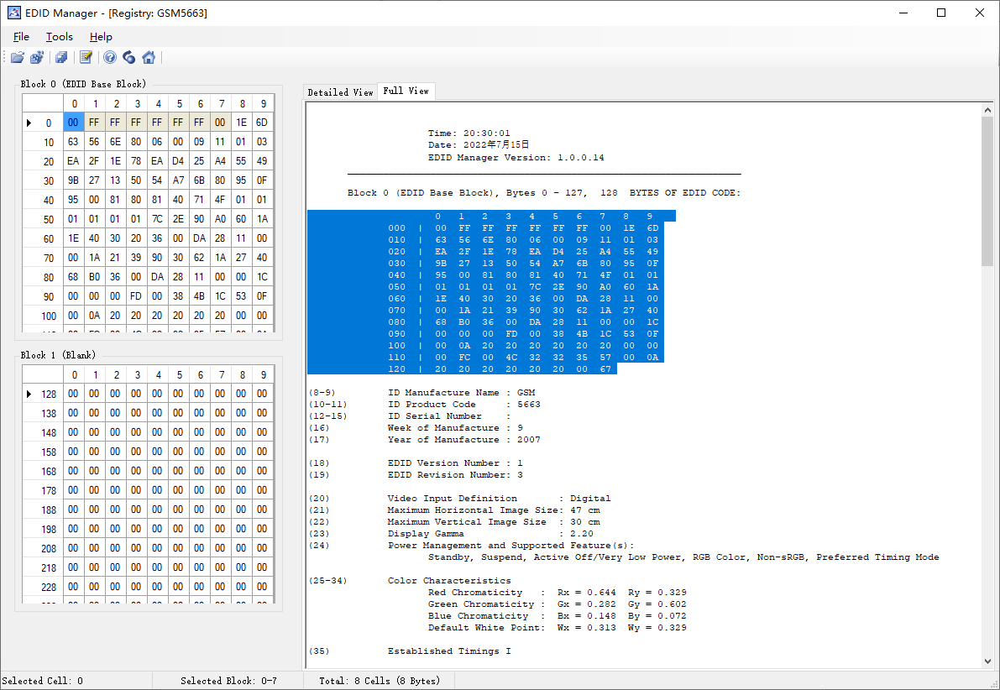 EDID Manager - [Registry: GSM5663]
File Tools Help
Block 0 (EDID Base Block)
0 1 2 3 4 5 6 7 8 9
0 00 FF FF FF FF FF FF 00 1E 6D
10 63 56 6E 80 06 00 09 11 01 03
20 EA 2F 1E 78 EA D4 25 A4 55 49
30 9B 27 13 50 54 A7 6B 80 95 0F
40 95 00 81 80 81 40 71 4F 01 01
50 01 01 01 01 7C 2E 90 A0 60 1A
60 1E 40 30 20 36 00 DA 28 11 00
70 00 1A 21 39 90 30 62 1A 27 40
80 68 B0 36 00 DA 28 11 00 00 1C
90 00 00 00 FD 00 38 4B 1C 53 0F
100 00 0A 20 20 20 20 20 20 00 00
Block 1 (Blank)
0 1 2 3 4 5 6 7 8 9
128 00 00 00 00 00 00 00 00 00 00
138 00 00 00 00 00 00 00 00 00 00
148 00 00 00 00 00 00 00 00 00 00
158 00 00 00 00 00 00 00 00 00 00
168 00 00 00 00 00 00 00 00 00 00
178 00 00 00 00 00 00 00 00 00 00
188 00 00 00 00 00 00 00 00 00 00
198 00 00 00 00 00 00 00 00 00 00
208 00 00 00 00 00 00 00 00 00 00
218 00 00 00 00 00 00 00 00 00 00
228 00 00 00 00 00 00 00 00 00 00
Detailed View Full View
Time: 20:30:01
Date: 2022年7月15日
EDID Manager Version: 1.0.0.14
Block 0 (EDID Base Block), Bytes 0 - 127, 128 BYTES OF EDID CODE:
0 1 2 3 4 5 6 7 8 9
000 | 00 FF FF FF FF FF FF 00 1E 6D
010 | 63 56 6E 80 06 00 09 11 01 03
020 | EA 2F 1E 78 EA D4 25 A4 55 49
030 | 9B 27 13 50 54 A7 6B 80 95 0F
040 | 95 00 81 80 81 40 71 4F 01 01
050 | 01 01 01 01 7C 2E 90 A0 60 1A
060 | 1E 40 30 20 36 00 DA 28 11 00
070 | 00 1A 21 39 90 30 62 1A 27 40
080 | 68 B0 36 00 DA 28 11 00 00 1C
090 | 00 00 00 FD 00 38 4B 1C 53 0F
100 | 00 0A 20 20 20 20 20 20 00 00
110 | 00 FC 00 4C 32 32 35 57 00 0A
120 | 20 20 20 20 20 20 00 67
(8-9) ID Manufacture Name : GSM
(10-11) ID Product Code : 5663
(12-15) ID Serial Number :
(16) Week of Manufacture : 9
(17) Year of Manufacture : 2007
(18) EDID Version Number : 1
(19) EDID Revision Number: 3
(20) Video Input Definition : Digital
(21) Maximum Horizontal Image Size: 47 cm
(22) Maximum Vertical Image Size : 30 cm
(23) Display Gamma : 2.20
(24) Power Management and Supported Feature(s):
Standby, Suspend, Active Off/Very Low Power, RGB Color, Non-sRGB, Preferred Timing Mode
(25-34) Color Characteristics
Red Chromaticity : Rx = 0.644 Ry = 0.329
Green Chromaticity : Gx = 0.282 Gy = 0.602
Blue Chromaticity : Bx = 0.148 By = 0.072
Default White Point: Wx = 0.313 Wy = 0.329
(35) Established Timings I
Selected Cell: 0 Selected Block: 0-7 Total: 8 Cells (8 Bytes)